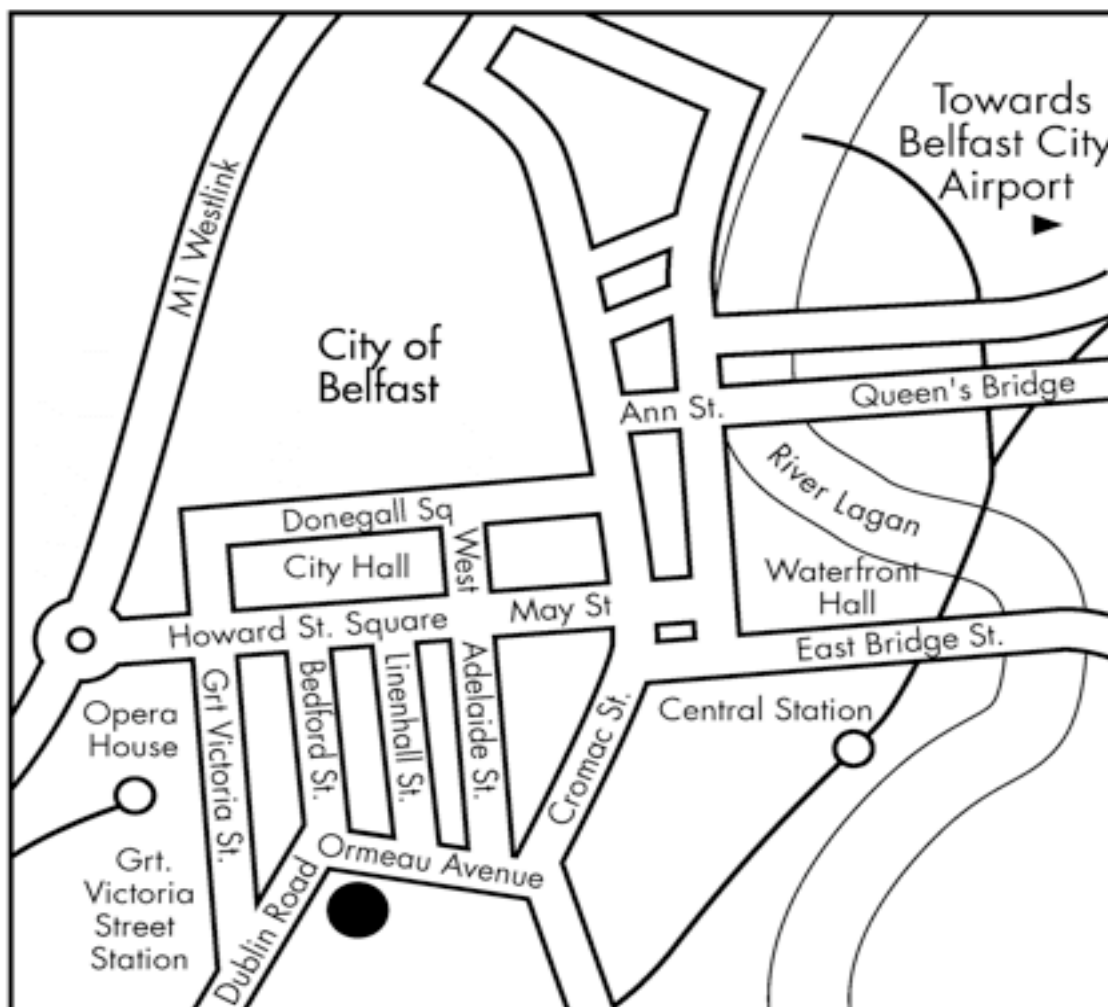 Towards
Belfast City
Airport
M1 Westlink
City of
Belfast
Ann St.
Queen's Bridge
River Lagan
Donegall Sq
West
City Hall
Waterfront
Hall
May St
Howard St. Square
East Bridge St.
Grt Victoria St.
Bedford St.
Linenhall St.
Adelaide St.
Cromac St.
Central Station
Opera
House
Ormeau Avenue
Grt.
Victoria
Street
Station
Dublin Road